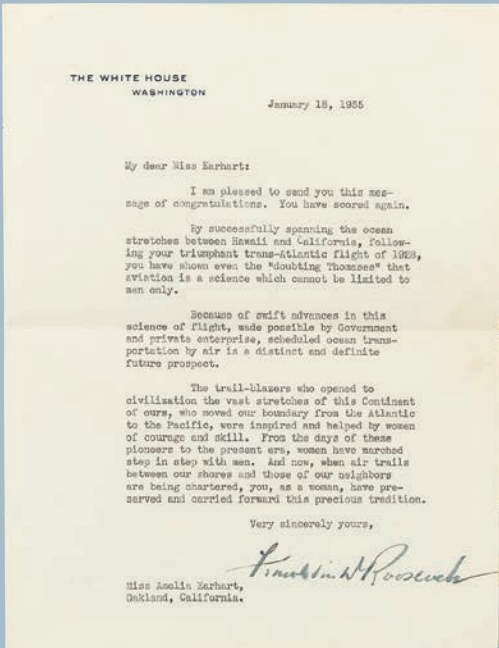 THE WHITE HOUSE
WASHINGTON
January 18, 1935
My dear Miss Earhart:
I am pleased to send you this mes-
sage of congratulations. You have scored again.
By successfully spanning the ocean
stretches between Hawaii and California, follow-
ing your triumphant trans-Atlantic flight of 1928,
you have shown even the "doubting Thomases" that
aviation is a science which cannot be limited to
men only.
Because of swift advances in this
science of flight, made possible by Government
and private enterprise, scheduled ocean trans-
portation by air is a distinct and definite
future prospect.
The trail-blazers who opened to
civilization the vast stretches of this Continent
of ours, who moved our boundary from the Atlantic
to the Pacific, were inspired and helped by women
of courage and skill. From the days of these
pioneers to the present era, women have marched
step in step with men. And now, when air trails
between our shores and those of our neighbors
are being chartered, you, as a woman, have pre-
served and carried forward this precious tradition.
Very sincerely yours,
Franklin D Roosevelt
Miss Amelia Earhart,
Oakland, California.